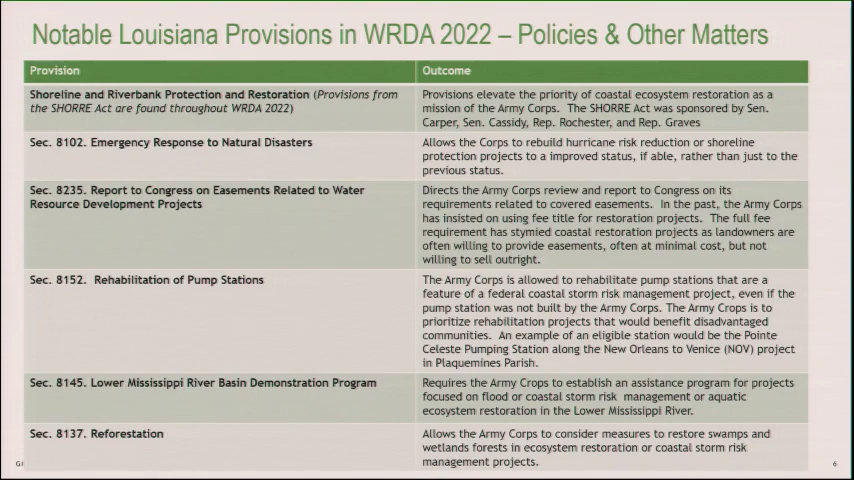 Notable Louisiana Provisions in WRDA 2022 – Policies & Other Matters
Provision
Outcome
Shoreline and Riverbank Protection and Restoration (Provisions from
the SHORRE Act are found throughout WRDA 2022)
Provisions elevate the priority of coastal ecosystem restoration as a
mission of the Army Corps. The SHORRE Act was sponsored by Sen.
Carper, Sen. Cassidy, Rep. Rochester, and Rep. Graves
Sec. 8102. Emergency Response to Natural Disasters
Allows the Corps to rebuild hurricane risk reduction or shoreline
protection projects to a improved status, if able, rather than just to the
previous status.
Sec. 8235. Report to Congress on Easements Related to Water
Resource Development Projects
Directs the Army Corps review and report to Congress on its
requirements related to covered easements. In the past, the Army Corps
has insisted on using fee title for restoration projects. The full fee
requirement has stymied coastal restoration projects as landowners are
often willing to provide easements, often at minimal cost, but not
willing to sell outright.
Sec. 8152. Rehabilitation of Pump Stations
The Army Corps is allowed to rehabilitate pump stations that are a
feature of a federal coastal storm risk management project, even if the
pump station was not built by the Army Corps. The Army Crops is to
prioritize rehabilitation projects that would benefit disadvantaged
communities. An example of an eligible station would be the Pointe
Celeste Pumping Station along the New Orleans to Venice (NOV) project
in Plaquemines Parish.
Sec. 8145. Lower Mississippi River Basin Demonstration Program
Requires the Army Crops to establish an assistance program for projects
focused on flood or coastal storm risk management or aquatic
ecosystem restoration in the Lower Mississippi River.
Sec. 8137. Reforestation
Allows the Army Corps to consider measures to restore swamps and
wetlands forests in ecosystem restoration or coastal storm risk
management projects.
6